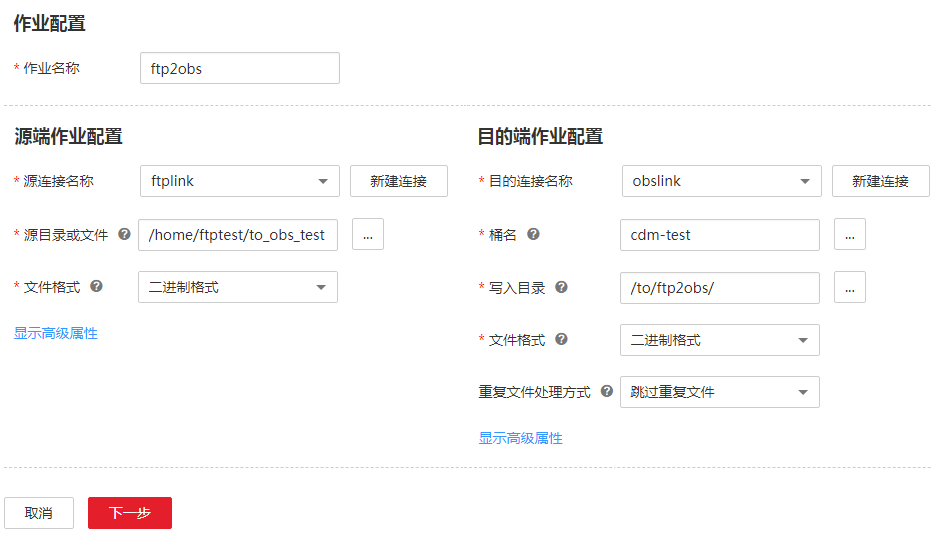 作业配置
* 作业名称 ftp2obs
源端作业配置
* 源连接名称 ftplink 新建连接
* 源目录或文件 ? /home/ftptest/to_obs_test ...
* 文件格式 ? 二进制格式
显示高级属性
目的端作业配置
* 目的连接名称 obslink 新建连接
* 桶名 ? cdm-test ...
* 写入目录 ? /to/ftp2obs/ ...
* 文件格式 ? 二进制格式
重复文件处理方式 ? 跳过重复文件
显示高级属性
取消 下一步